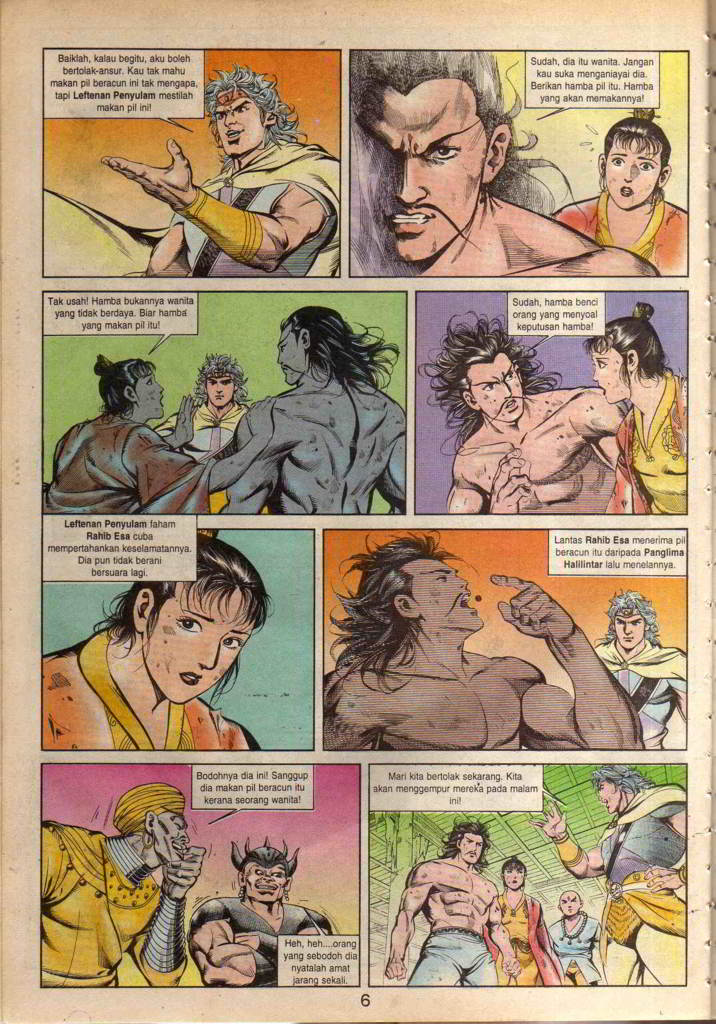 Baiklah, kalau begitu, aku boleh
bertolak-ansur. Kau tak mahu
makan pil beracun ini tak mengapa,
tapi Leftenan Penyulam mestilah
makan pil ini!
Sudah, dia itu wanita. Jangan
kau suka menganiayai dia.
Berikan hamba pil itu. Hamba
yang akan memakannya!
Tak usah! Hamba bukannya wanita
yang tidak berdaya. Biar hamba
yang makan pil itu!
Sudah, hamba benci
orang yang menyoal
keputusan hamba!
Leftenan Penyulam faham
Rahib Esa cuba
mempertahankan keselamatannya.
Dia pun tidak berani
bersuara lagi.
Lantas Rahib Esa menerima pil
beracun itu daripada Panglima
Halilintar lalu menelannya.
Bodohnya dia ini! Sanggup
dia makan pil beracun itu
kerana seorang wanita!
Heh, heh....orang
yang sebodoh dia
nyatalah amat
jarang sekali.
Mari kita bertolak sekarang. Kita
akan menggempur mereka pada malam
ini!
6